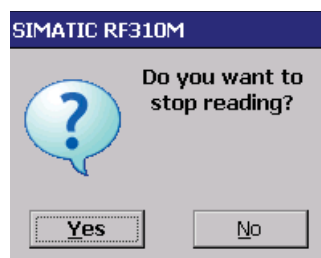 SIMATIC RF310M
Do you want to
stop reading?
Yes
No